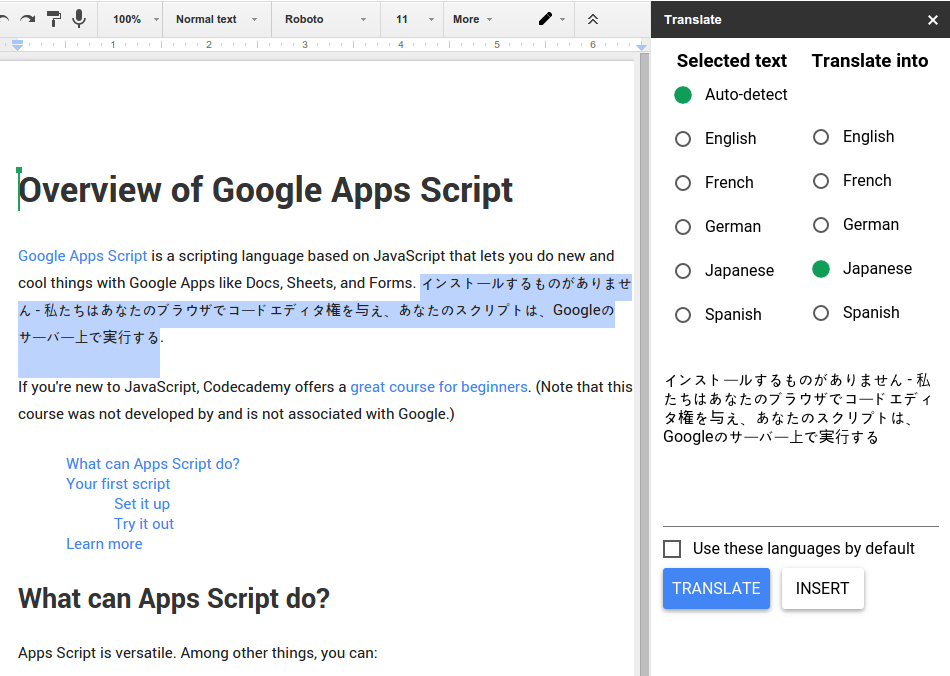 100% Normal text Roboto 11 More
1 2 3 4 5 6
Overview of Google Apps Script
Google Apps Script is a scripting language based on JavaScript that lets you do new and
cool things with Google Apps like Docs, Sheets, and Forms. インストールするものがありませ
ん - 私たちはあなたのブラウザでコードエディタ権を与え、あなたのスクリプトは、Googleの
サーバー上で実行する.
If you're new to JavaScript, Codecademy offers a great course for beginners. (Note that this
course was not developed by and is not associated with Google.)
What can Apps Script do?
Your first script
Set it up
Try it out
Learn more
What can Apps Script do?
Apps Script is versatile. Among other things, you can:
Translate
Selected text Translate into
Auto-detect
English English
French French
German German
Japanese Japanese
Spanish Spanish
インストールするものがありません - 私
たちはあなたのブラウザでコードエディ
タ権を与え、あなたのスクリプトは、
Googleのサーバー上で実行する
Use these languages by default
TRANSLATE INSERT